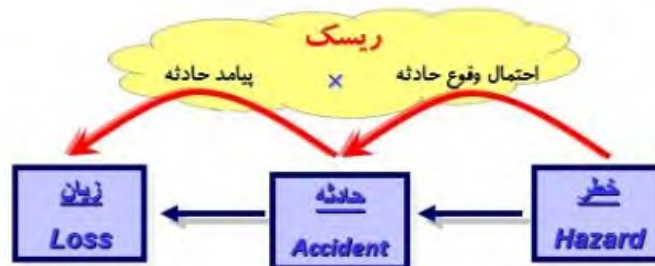 ریسک
احتمال وقوع حادثه × پیامد حادثه
خطر
Hazard
حادثه
Accident
زیان
Loss